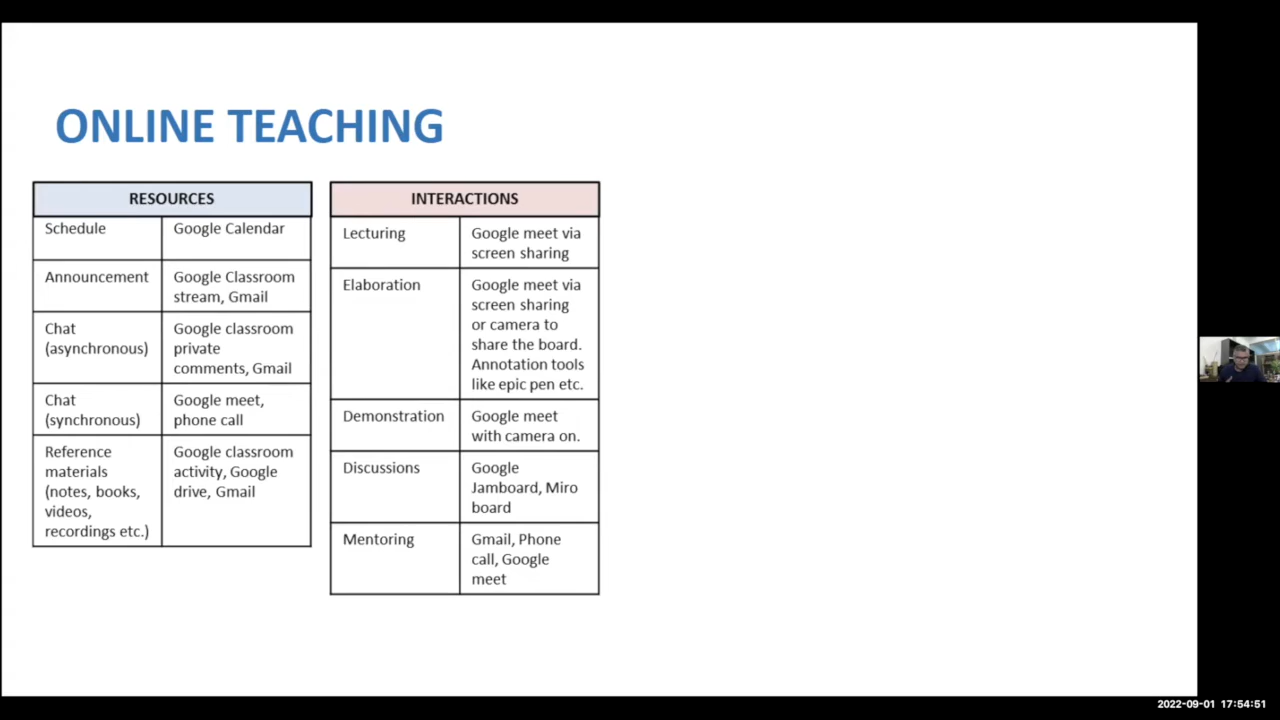 ONLINE TEACHING
RESOURCES
Schedule
Google Calendar
Announcement
Google Classroom
stream, Gmail
Chat
(asynchronous)
Google classroom
private
comments, Gmail
Chat
(synchronous)
Google meet,
phone call
Reference
materials
(notes, books,
videos,
recordings etc.)
Google classroom
activity, Google
drive, Gmail
INTERACTIONS
Lecturing
Google meet via
screen sharing
Elaboration
Google meet via
screen sharing
or camera to
share the board.
Annotation tools
like epic pen etc.
Demonstration
Google meet
with camera on.
Discussions
Google
Jamboard, Miro
board
Mentoring
Gmail, Phone
call, Google
meet
2022-09-01 17:54:51